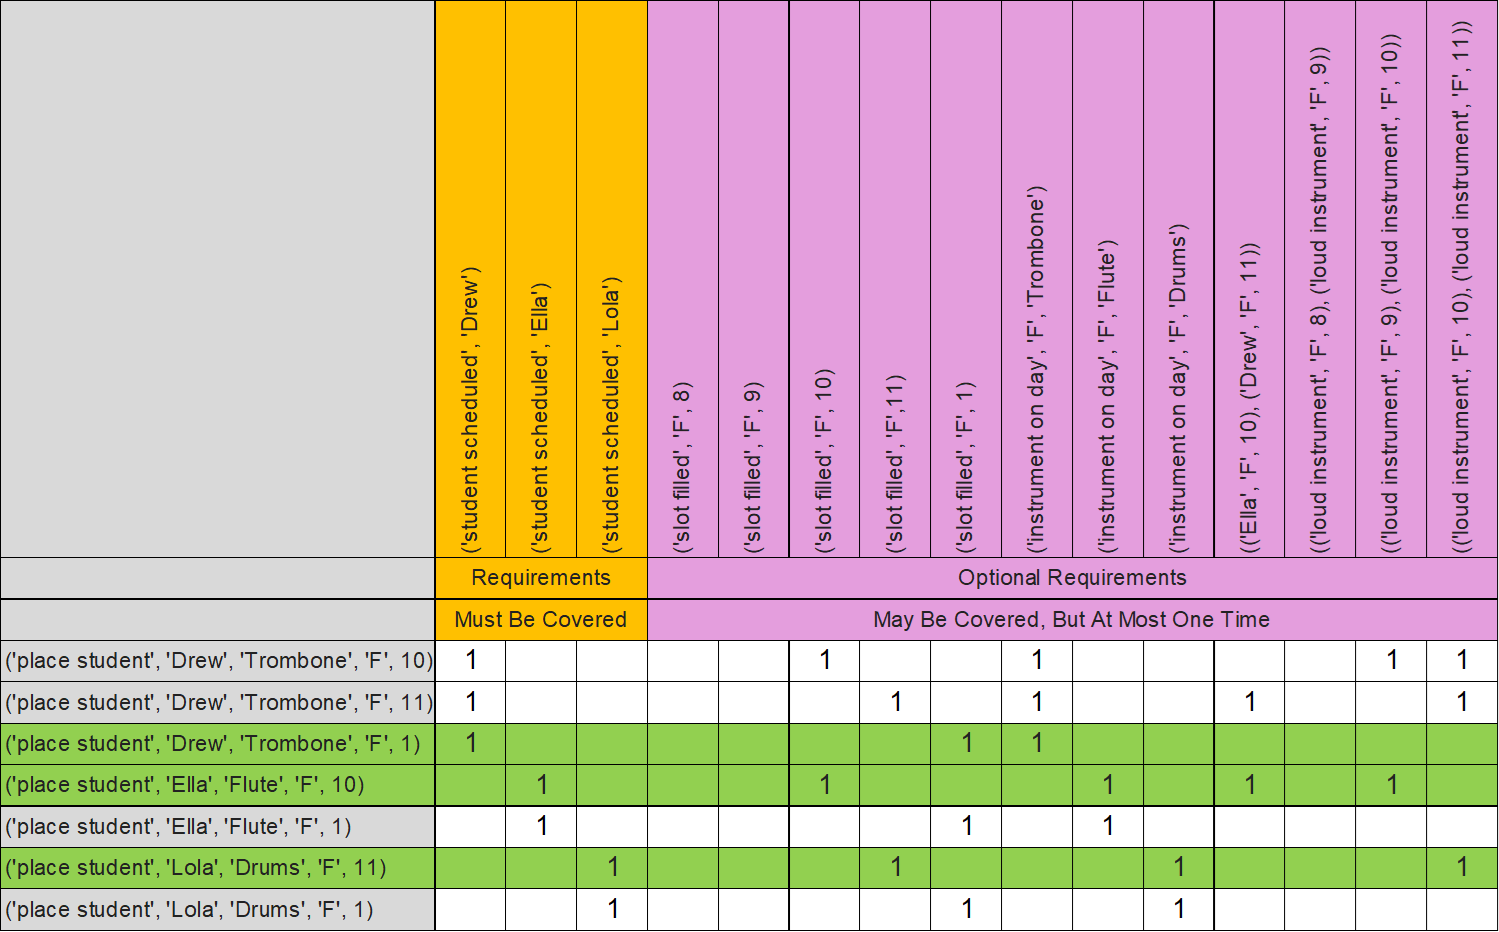 ('student scheduled', 'Drew')
('student scheduled', 'Ella')
('student scheduled', 'Lola')
('slot filled', 'F', 8)
('slot filled', 'F', 9)
('slot filled', 'F', 10)
('slot filled', 'F',11)
('slot filled', 'F', 1)
('instrument on day', 'F', 'Trombone')
('instrument on day', 'F', 'Flute')
('instrument on day', 'F', 'Drums')
(('Ella', 'F', 10), ('Drew', 'F', 11))
(('loud instrument', 'F', 8), ('loud instrument', 'F', 9))
(('loud instrument', 'F', 9), ('loud instrument', 'F', 10))
(('loud instrument', 'F', 10), ('loud instrument', 'F', 11))
Requirements Optional Requirements
Must Be Covered May Be Covered, But At Most One Time
('place student', 'Drew', 'Trombone', 'F', 10) 1 1 1 1 1
('place student', 'Drew', 'Trombone', 'F', 11) 1 1 1 1 1
('place student', 'Drew', 'Trombone', 'F', 1) 1 1 1
('place student', 'Ella', 'Flute', 'F', 10) 1 1 1 1 1
('place student', 'Ella', 'Flute', 'F', 1) 1 1 1
('place student', 'Lola', 'Drums', 'F', 11) 1 1 1 1
('place student', 'Lola', 'Drums', 'F', 1) 1 1 1